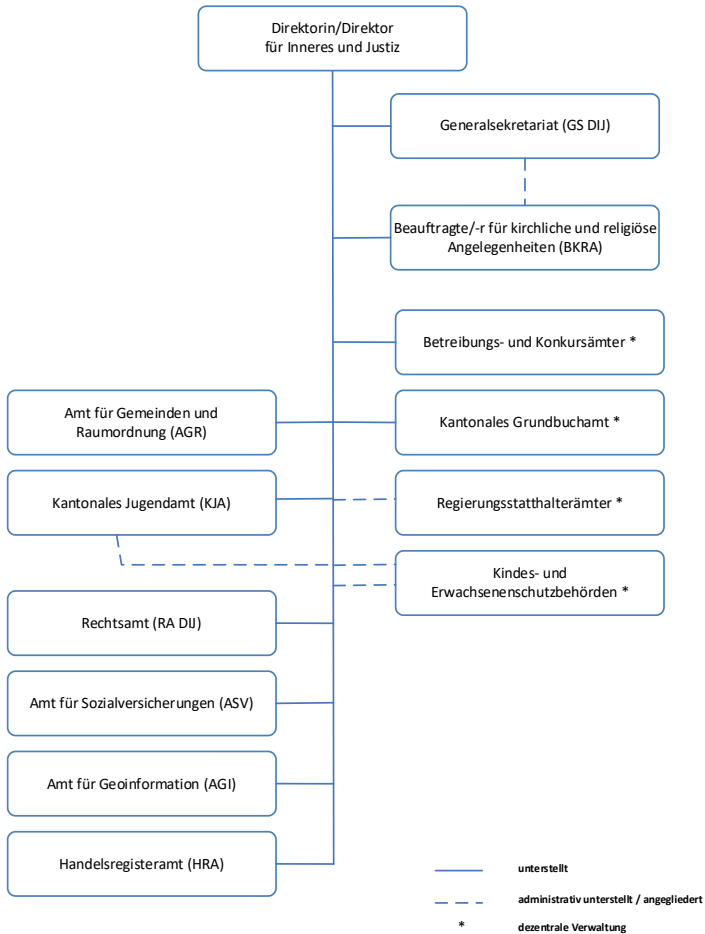 Direktorin/Direktor
für Inneres und Justiz
Generalsekretariat (GS DIJ)
Beauftragte/-r für kirchliche und religiöse
Angelegenheiten (BKRA)
Betreibungs- und Konkursämter *
Amt für Gemeinden und
Raumordnung (AGR)
Kantonales Grundbuchamt *
Kantonales Jugendamt (KJA)
Regierungsstatthalterämter *
Kindes- und
Erwachsenenschutzbehörden *
Rechtsamt (RA DIJ)
Amt für Sozialversicherungen (ASV)
Amt für Geoinformation (AGI)
Handelsregisteramt (HRA)
unterstellt
administrativ unterstellt / angegliedert
* dezentrale Verwaltung